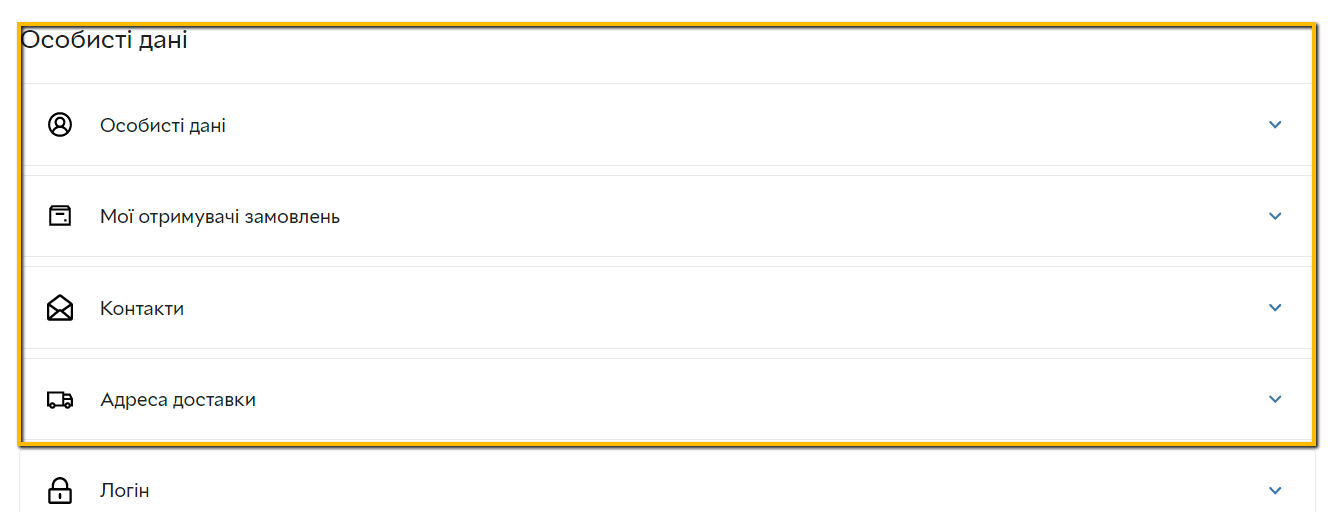 Особисті дані
Особисті дані
Мої отримувачі замовлень
Контакти
Адреса доставки
Логін